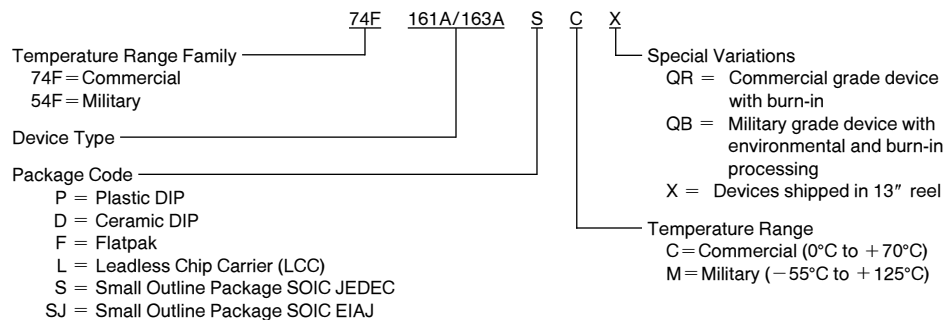 74F 161A/163A S C X
Temperature Range Family
74F = Commercial
54F = Military
Device Type
Package Code
P = Plastic DIP
D = Ceramic DIP
F = Flatpak
L = Leadless Chip Carrier (LCC)
S = Small Outline Package SOIC JEDEC
SJ = Small Outline Package SOIC EIAJ
Special Variations
QR = Commercial grade device
with burn-in
QB = Military grade device with
environmental and burn-in
processing
X = Devices shipped in 13″ reel
Temperature Range
C = Commercial (0°C to +70°C)
M = Military (−55°C to +125°C)